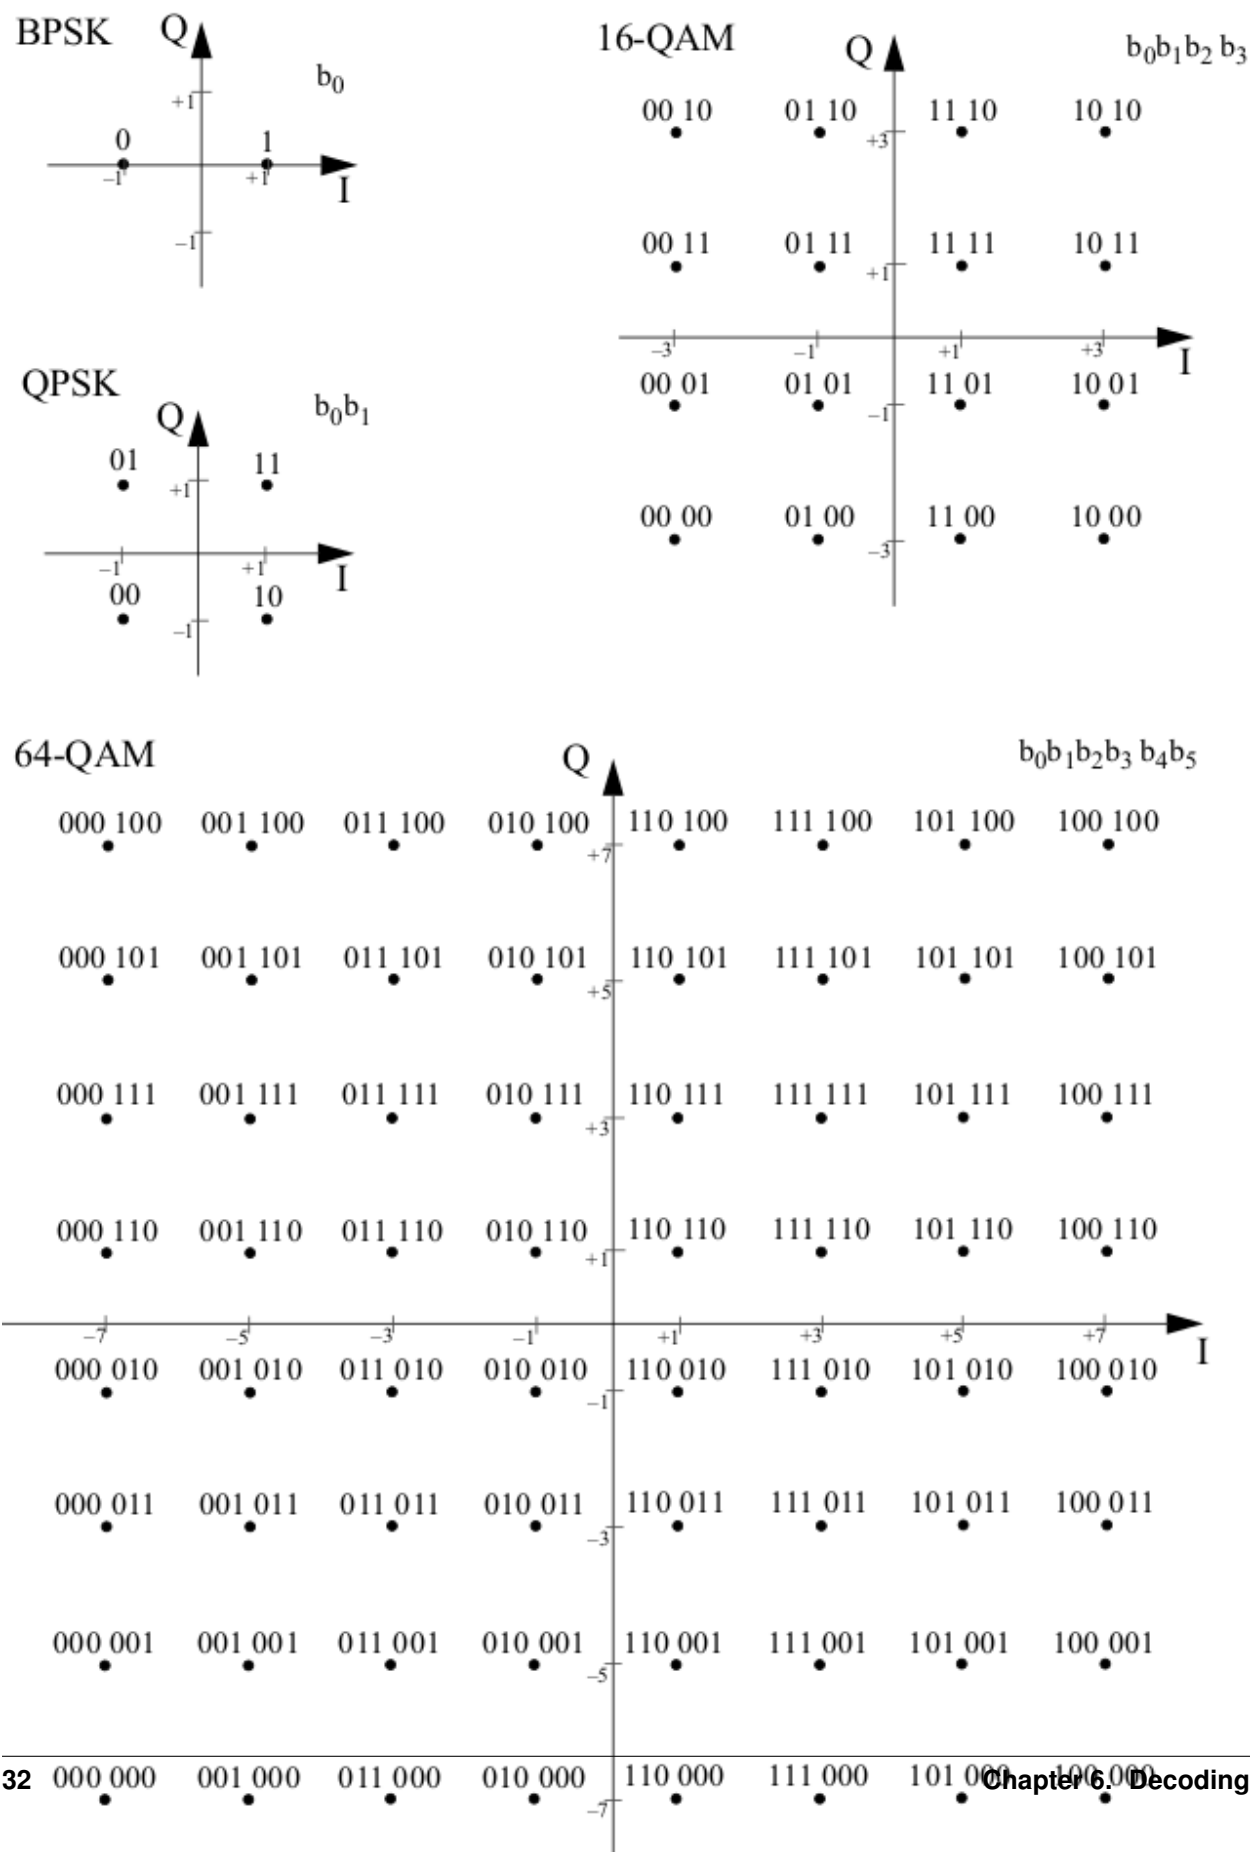 BPSK
Q
b0
+1
0 1
–1 +1
I
–1
QPSK
Q
b0b1
01 11
+1
–1 +1
I
00 10
–1
16-QAM
Q
b0b1b2 b3
00 10 01 10 11 10 10 10
+3
00 11 01 11 11 11 10 11
+1
–3 –1 +1 +3
I
00 01 01 01 11 01 10 01
–1
00 00 01 00 11 00 10 00
–3
64-QAM
Q
b0b1b2b3 b4b5
000 100 001 100 011 100 010 100 110 100 111 100 101 100 100 100
+7
000 101 001 101 011 101 010 101 110 101 111 101 101 101 100 101
+5
000 111 001 111 011 111 010 111 110 111 111 111 101 111 100 111
+3
000 110 001 110 011 110 010 110 110 110 111 110 101 110 100 110
+1
–7 –5 –3 –1 +1 +3 +5 +7
I
000 010 001 010 011 010 010 010 110 010 111 010 101 010 100 010
–1
000 011 001 011 011 011 010 011 110 011 111 011 101 011 100 011
–3
000 001 001 001 011 001 010 001 110 001 111 001 101 001 100 001
–5
000 000 001 000 011 000 010 000 110 000 111 000 101 000 100 000
–7
32 Chapter 6. Decoding